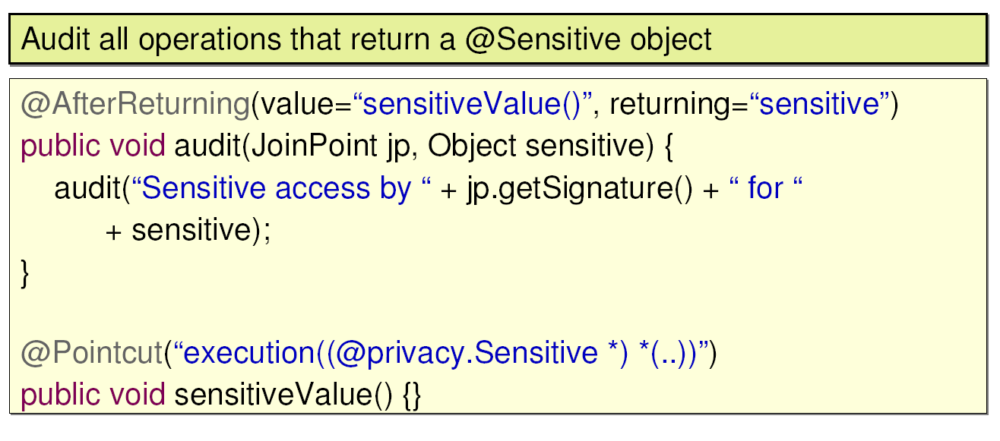 Audit all operations that return a @Sensitive object
@AfterReturning(value=“sensitiveValue()”, returning=“sensitive”)
public void audit(JoinPoint jp, Object sensitive) {
audit(“Sensitive access by “ + jp.getSignature() + “ for “
+ sensitive);
}
@Pointcut(“execution((@privacy.Sensitive *) *(..))”)
public void sensitiveValue() {}